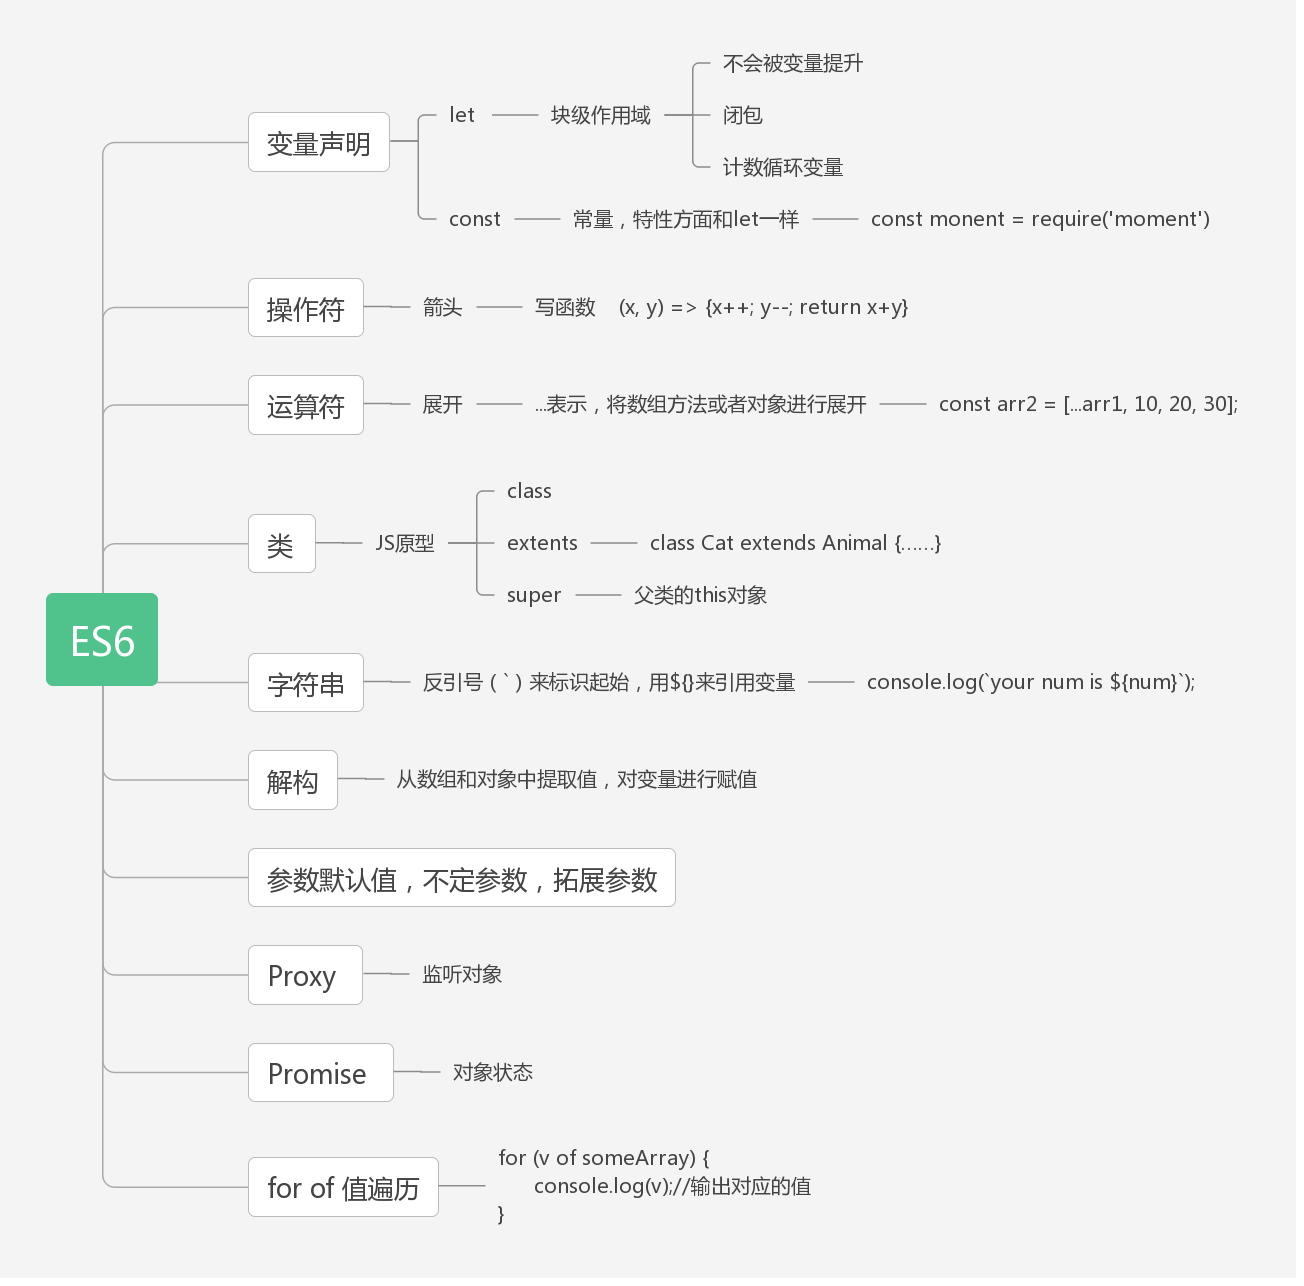 ES6
变量声明
let
块级作用域
不会被变量提升
闭包
计数循环变量
const
常量，特性方面和let一样
const monent = require('moment')
操作符
箭头
写函数    (x, y) => {x++; y--; return x+y}
运算符
展开
...表示，将数组方法或者对象进行展开
const arr2 = [...arr1, 10, 20, 30];
类
JS原型
class
extents
class Cat extends Animal {......}
super
父类的this对象
字符串
反引号（`）来标识起始，用${}来引用变量
console.log(`your num is ${num}`);
解构
从数组和对象中提取值，对变量进行赋值
参数默认值，不定参数，拓展参数
Proxy
监听对象
Promise
对象状态
for of 值遍历
for (v of someArray) {
console.log(v);//输出对应的值
}